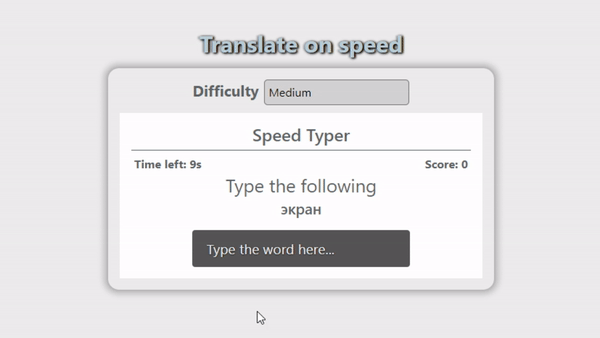 Translate on speed
Difficulty Medium
Speed Typer
Time left: 9s Score: 0
Type the following
экран
Type the word here...